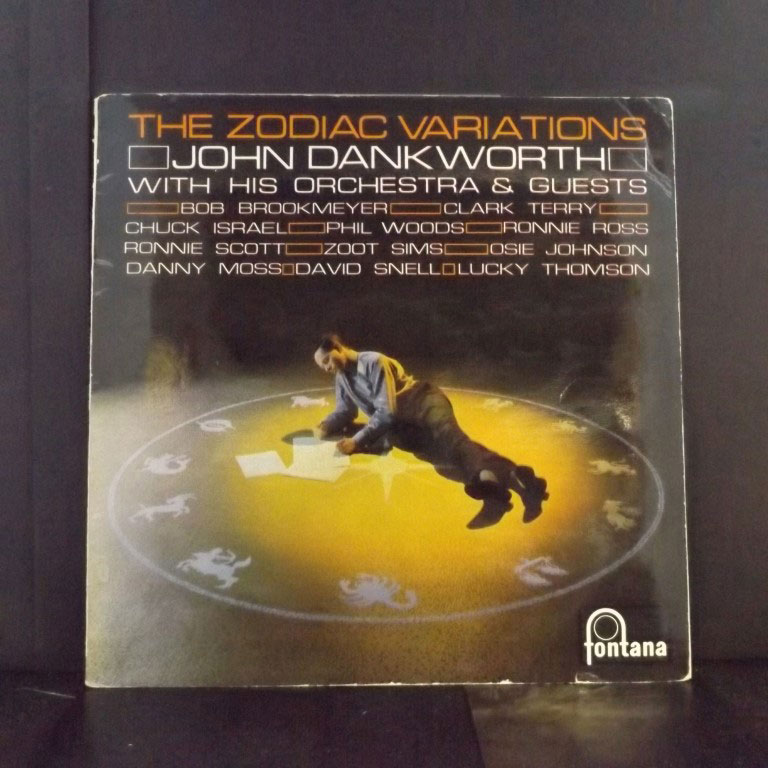 THE ZODIAC VARIATIONS
JOHN DANKWORTH
WITH HIS ORCHESTRA & GUESTS
BOB BROOKMEYER CLARK TERRY
CHUCK ISRAEL PHIL WOODS RONNIE ROSS
RONNIE SCOTT ZOOT SIMS OSIE JOHNSON
DANNY MOSS DAVID SNELL LUCKY THOMSON
fontana